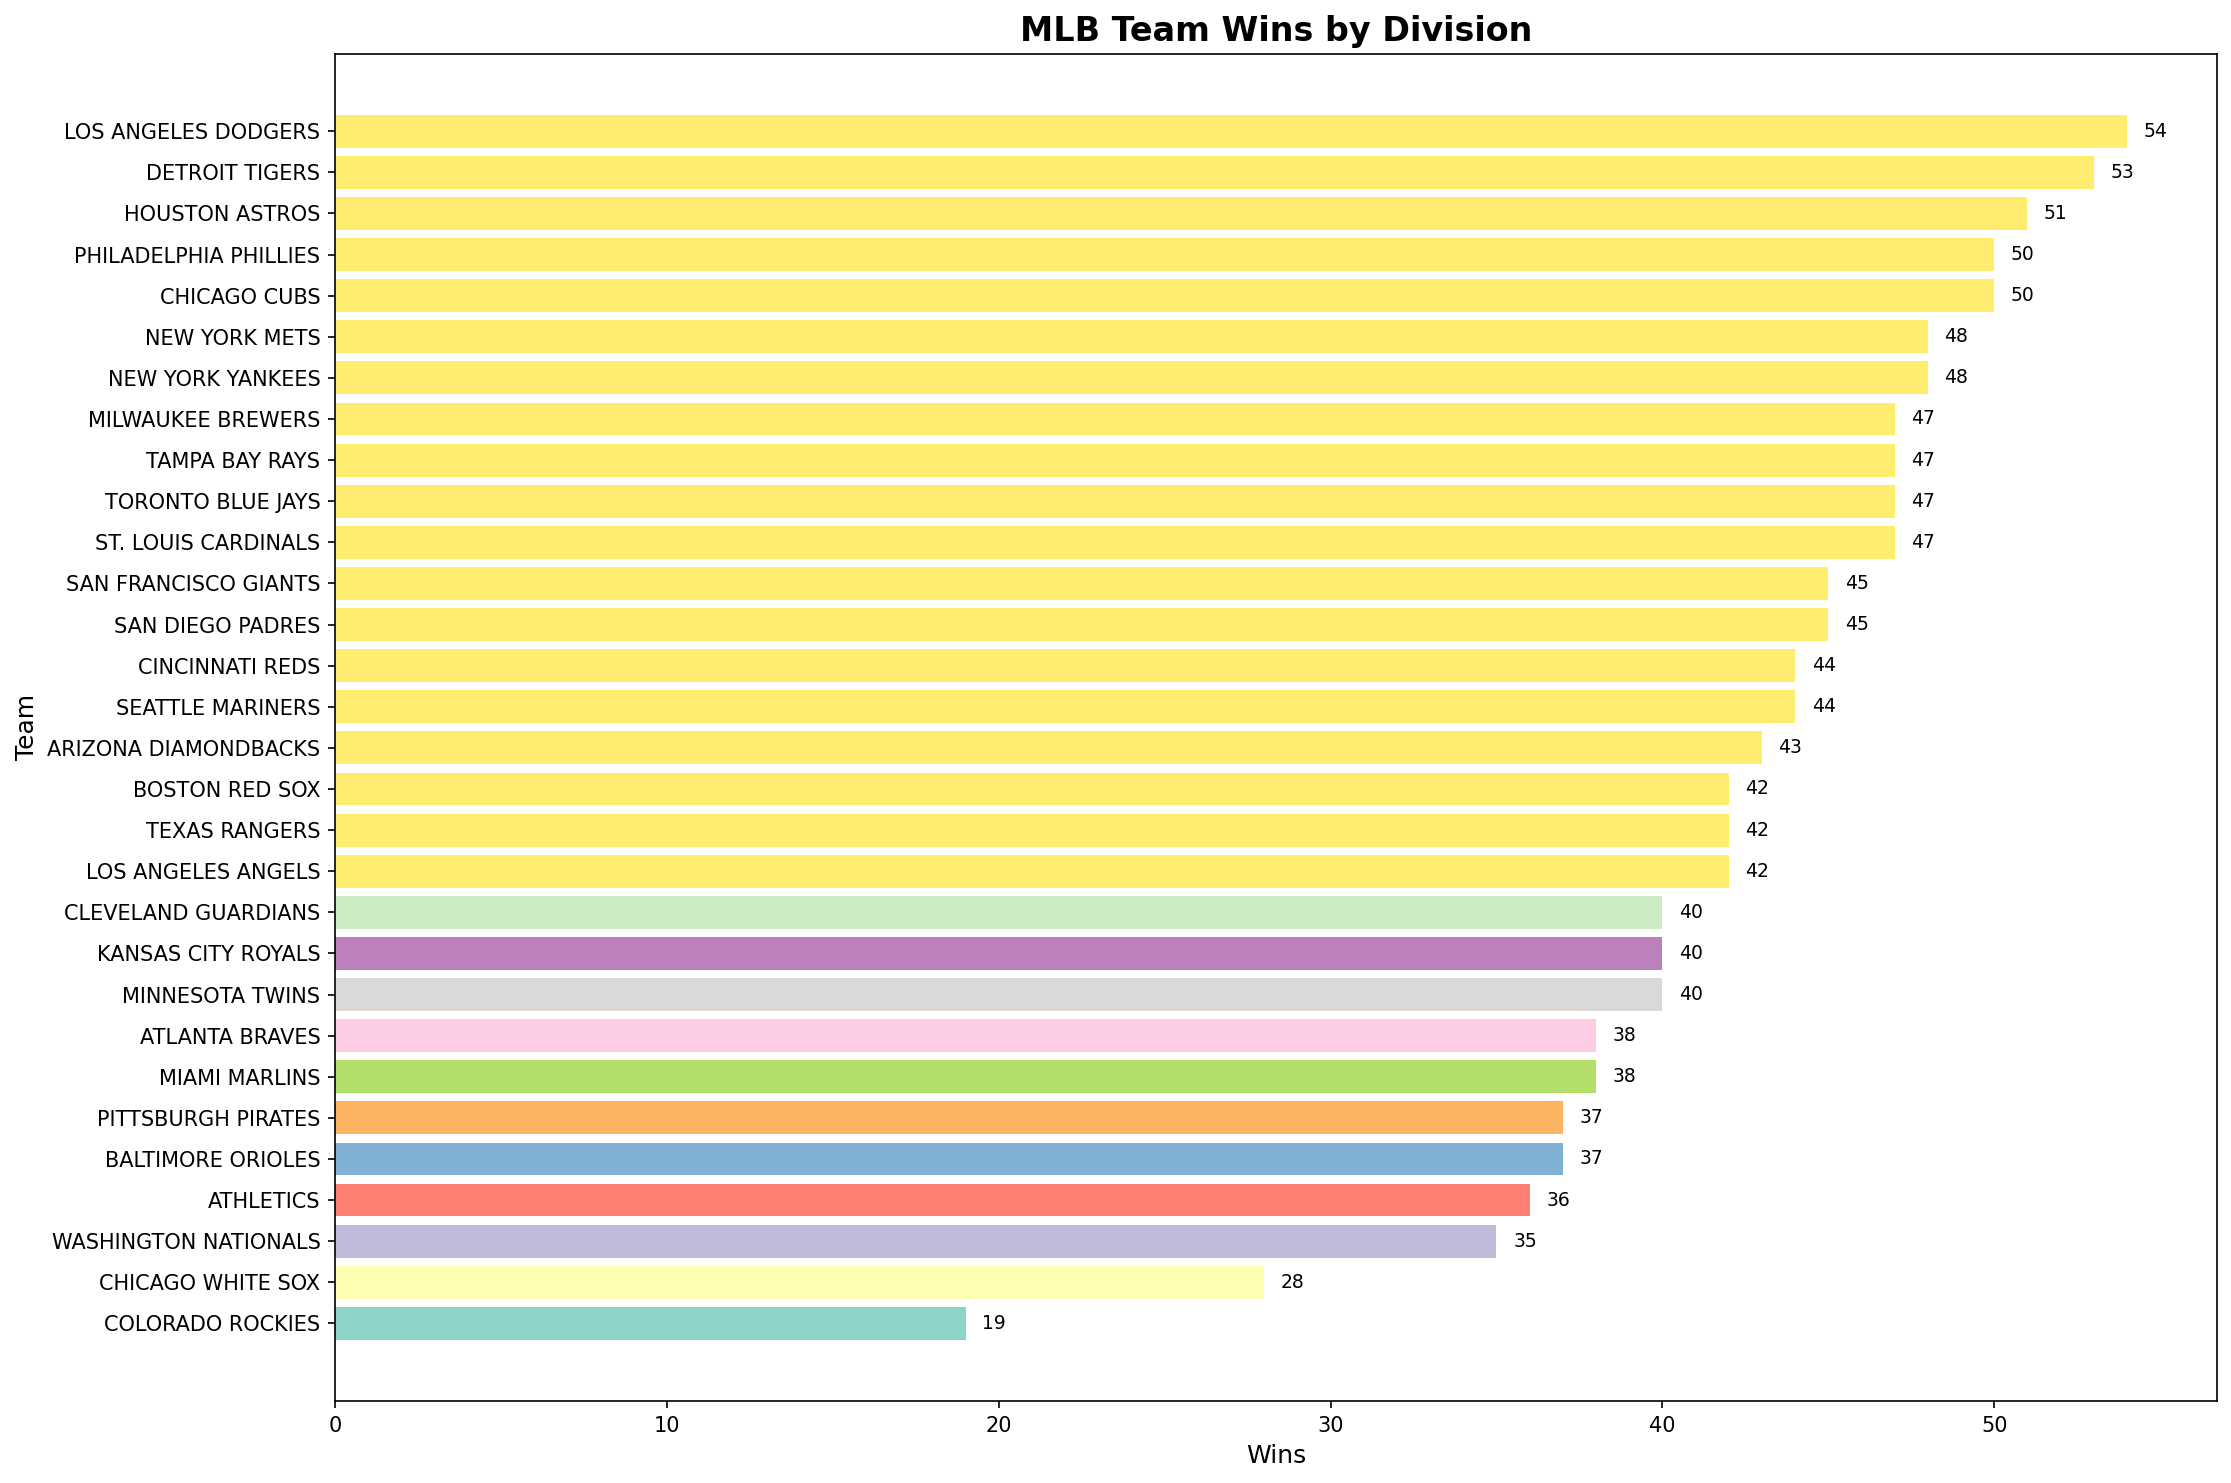 MLB Team Wins by Division
LOS ANGELES DODGERS 54
DETROIT TIGERS 53
HOUSTON ASTROS 51
PHILADELPHIA PHILLIES 50
CHICAGO CUBS 50
NEW YORK METS 48
NEW YORK YANKEES 48
MILWAUKEE BREWERS 47
TAMPA BAY RAYS 47
TORONTO BLUE JAYS 47
ST. LOUIS CARDINALS 47
SAN FRANCISCO GIANTS 45
SAN DIEGO PADRES 45
CINCINNATI REDS 44
SEATTLE MARINERS 44
Team
ARIZONA DIAMONDBACKS 43
BOSTON RED SOX 42
TEXAS RANGERS 42
LOS ANGELES ANGELS 42
CLEVELAND GUARDIANS 40
KANSAS CITY ROYALS 40
MINNESOTA TWINS 40
ATLANTA BRAVES 38
MIAMI MARLINS 38
PITTSBURGH PIRATES 37
BALTIMORE ORIOLES 37
ATHLETICS 36
WASHINGTON NATIONALS 35
CHICAGO WHITE SOX 28
COLORADO ROCKIES 19
0 10 20 30 40 50
Wins